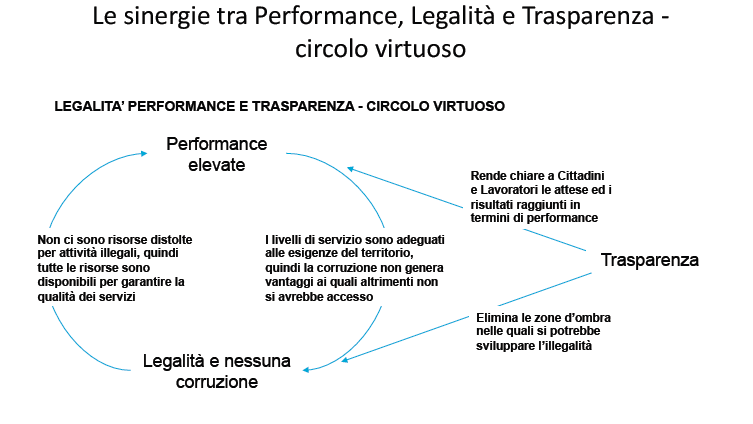 Le sinergie tra Performance, Legalità e Trasparenza -
circolo virtuoso
LEGALITA’ PERFORMANCE E TRASPARENZA - CIRCOLO VIRTUOSO
Performance
elevate
Rende chiare a Cittadini
e Lavoratori le attese ed i
risultati raggiunti in
termini di performance
Non ci sono risorse distolte
per attività illegali, quindi
tutte le risorse sono
disponibili per garantire la
qualità dei servizi
I livelli di servizio sono adeguati
alle esigenze del territorio,
quindi la corruzione non genera
vantaggi ai quali altrimenti non
si avrebbe accesso
Trasparenza
Elimina le zone d’ombra
nelle quali si potrebbe
sviluppare l’illegalità
Legalità e nessuna
corruzione